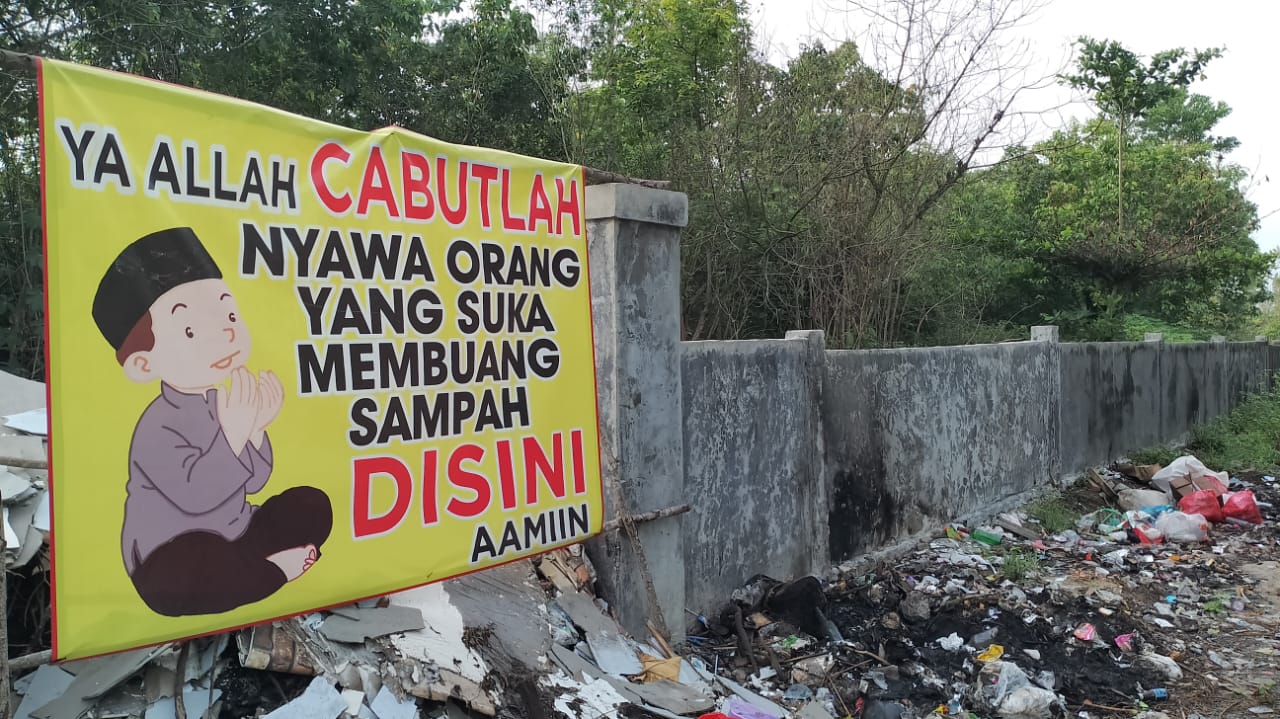 YA ALLAH CABUTLAH
NYAWA ORANG
YANG SUKA
MEMBUANG
SAMPAH
DISINI
AAMIIN